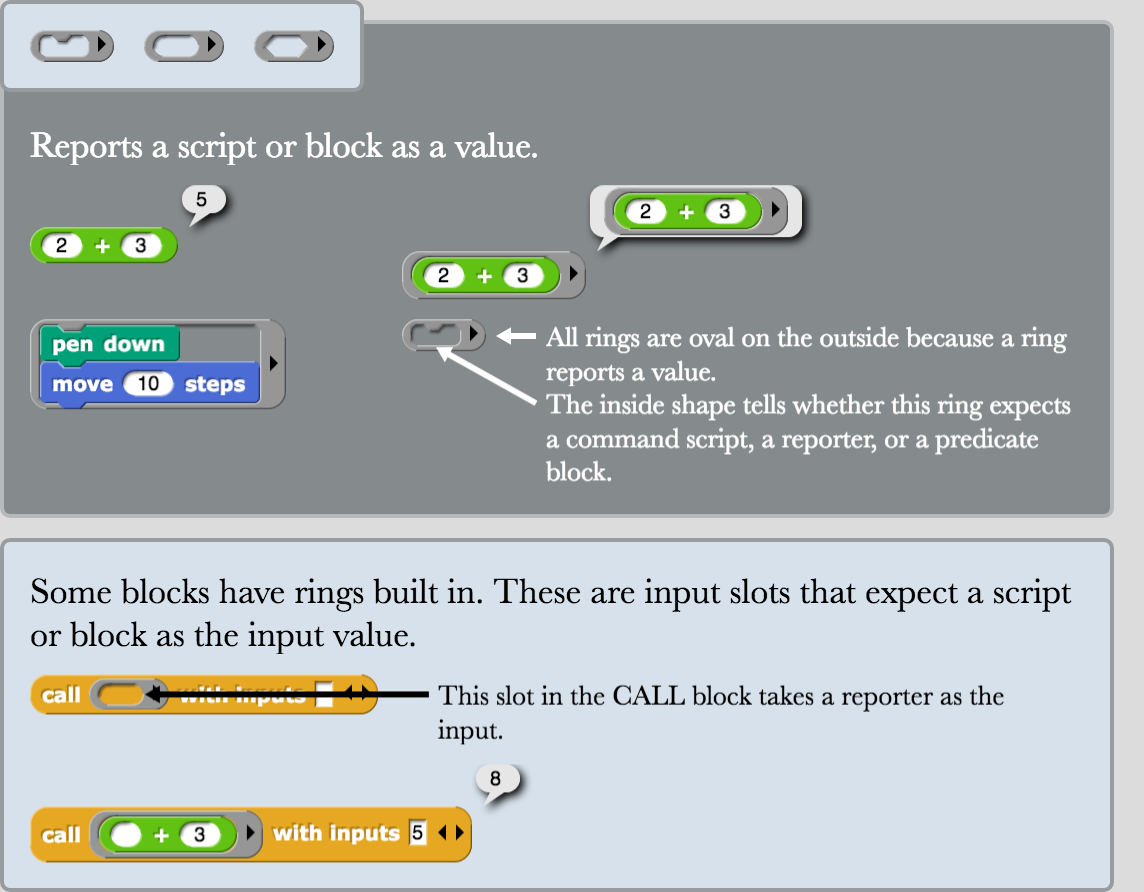 Reports a script or block as a value.
5
2 + 3
2 + 3
2 + 3
pen down
move 10 steps
All rings are oval on the outside because a ring
reports a value.
The inside shape tells whether this ring expects
a command script, a reporter, or a predicate
block.
Some blocks have rings built in. These are input slots that expect a script
or block as the input value.
call with inputs
This slot in the CALL block takes a reporter as the
input.
8
call + 3 with inputs 5